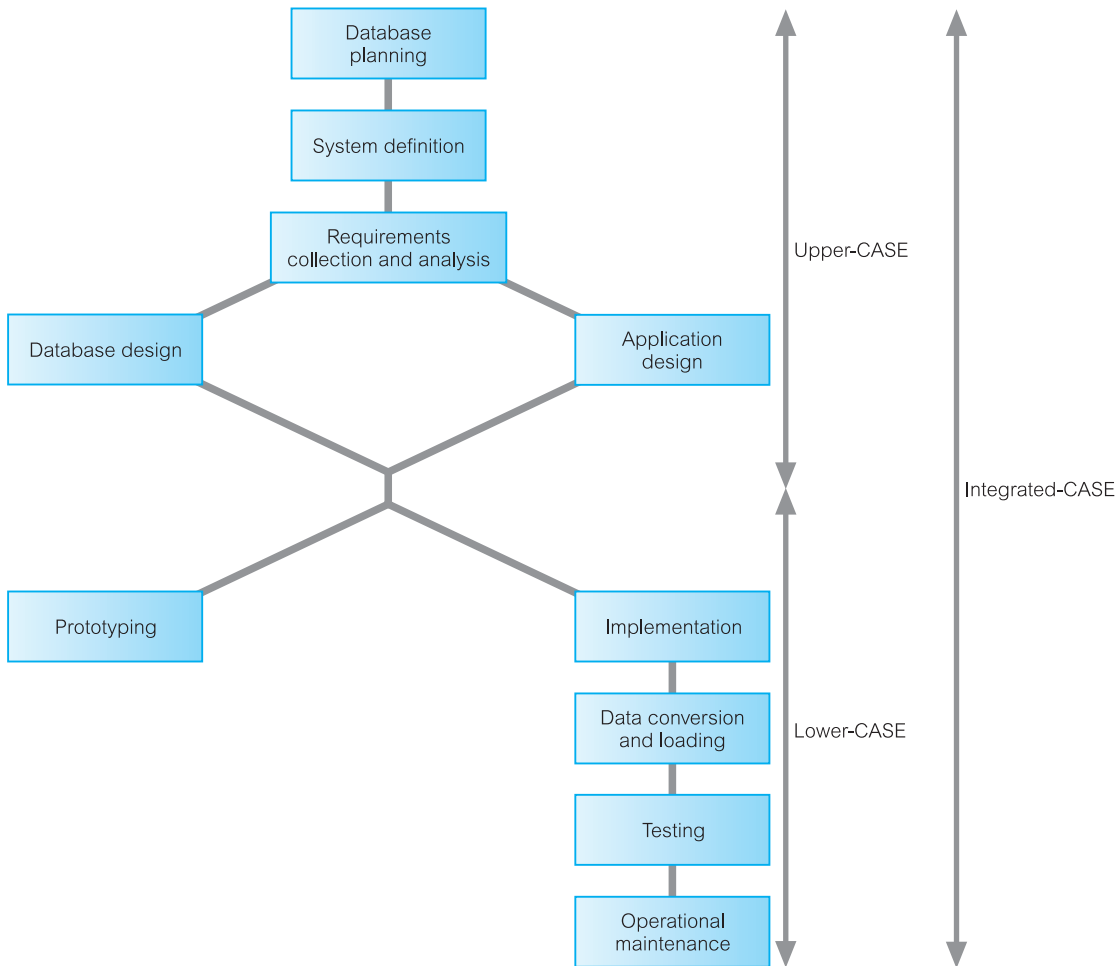 Database
planning
System definition
Requirements
collection and analysis
Upper-CASE
Database design
Application
design
Integrated-CASE
Prototyping
Implementation
Data conversion
and loading
Lower-CASE
Testing
Operational
maintenance